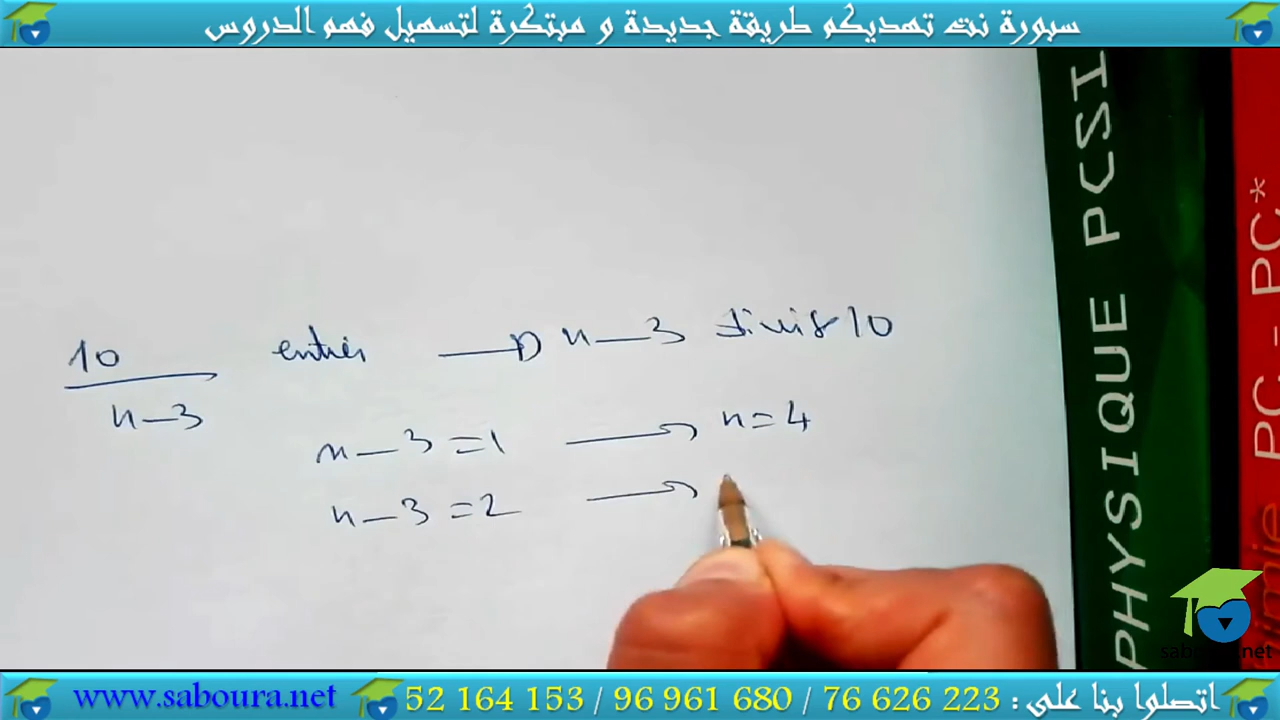 سبورة نت تهديكم طريقة جديدة و مبتكرة لتسهيل فهم الدروس
10 entier → n-3 divise 10
n-3
n-3 = 1 → n = 4
n-3 = 2 →
PHYSIQUE PCSI
PC - PC*
saboura.net
www.saboura.net
اتصلوا بنا على : 52 164 153 / 96 961 680 / 76 626 223